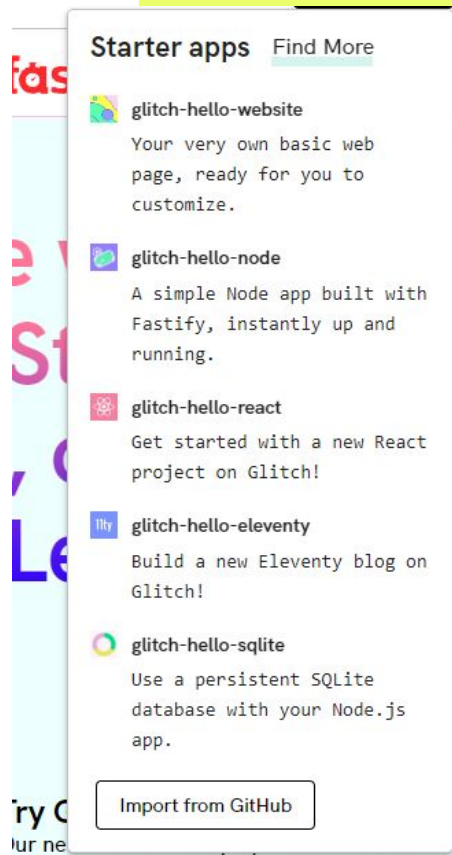 Starter apps Find More
glitch-hello-website
Your very own basic web
page, ready for you to
customize.
glitch-hello-node
A simple Node app built with
Fastify, instantly up and
running.
glitch-hello-react
Get started with a new React
project on Glitch!
11ty
glitch-hello-eleventy
Build a new Eleventy blog on
Glitch!
glitch-hello-sqlite
Use a persistent SQLite
database with your Node.js
app.
Import from GitHub
fas
St
Le